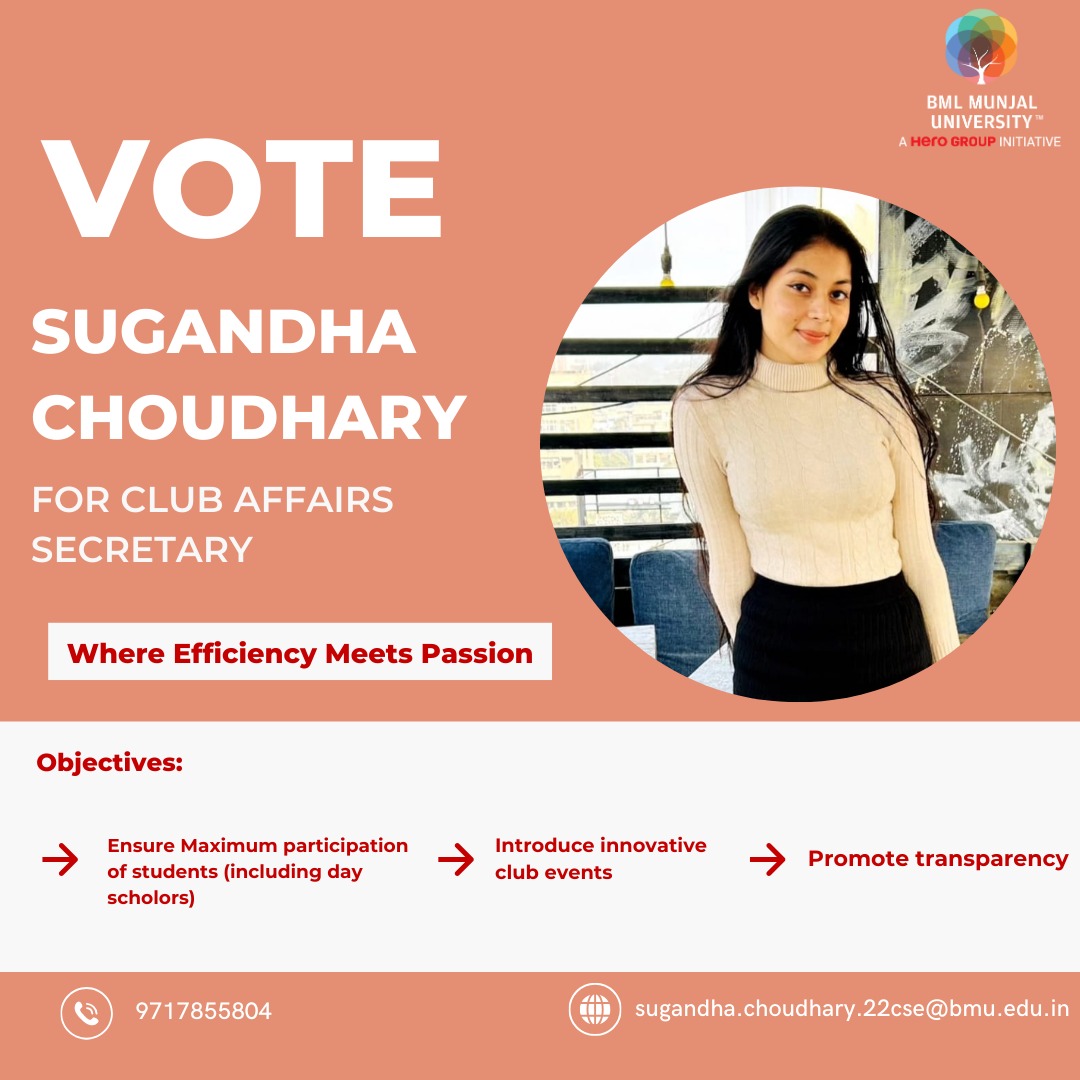 BML MUNJAL
UNIVERSITY™
A Hero GROUP INITIATIVE
VOTE
SUGANDHA
CHOUDHARY
FOR CLUB AFFAIRS
SECRETARY
Where Efficiency Meets Passion
Objectives:
Ensure Maximum participation
of students (including day
scholors)
Introduce innovative
club events
Promote transparency
9717855804
sugandha.choudhary.22cse@bmu.edu.in